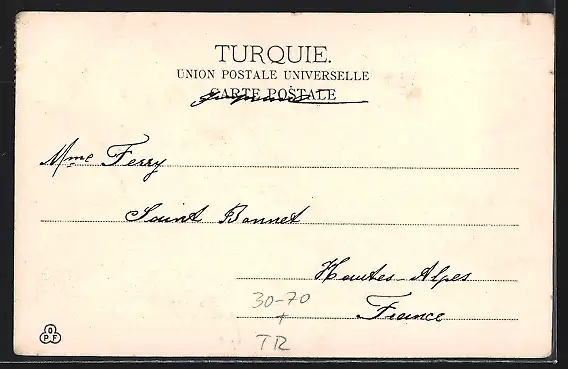 TURQUIE.
UNION POSTALE UNIVERSELLE
CARTE POSTALE
Mme Ferry
Saint Bonnet
Hautes-Alpes
France
30-70
TR
O
P F